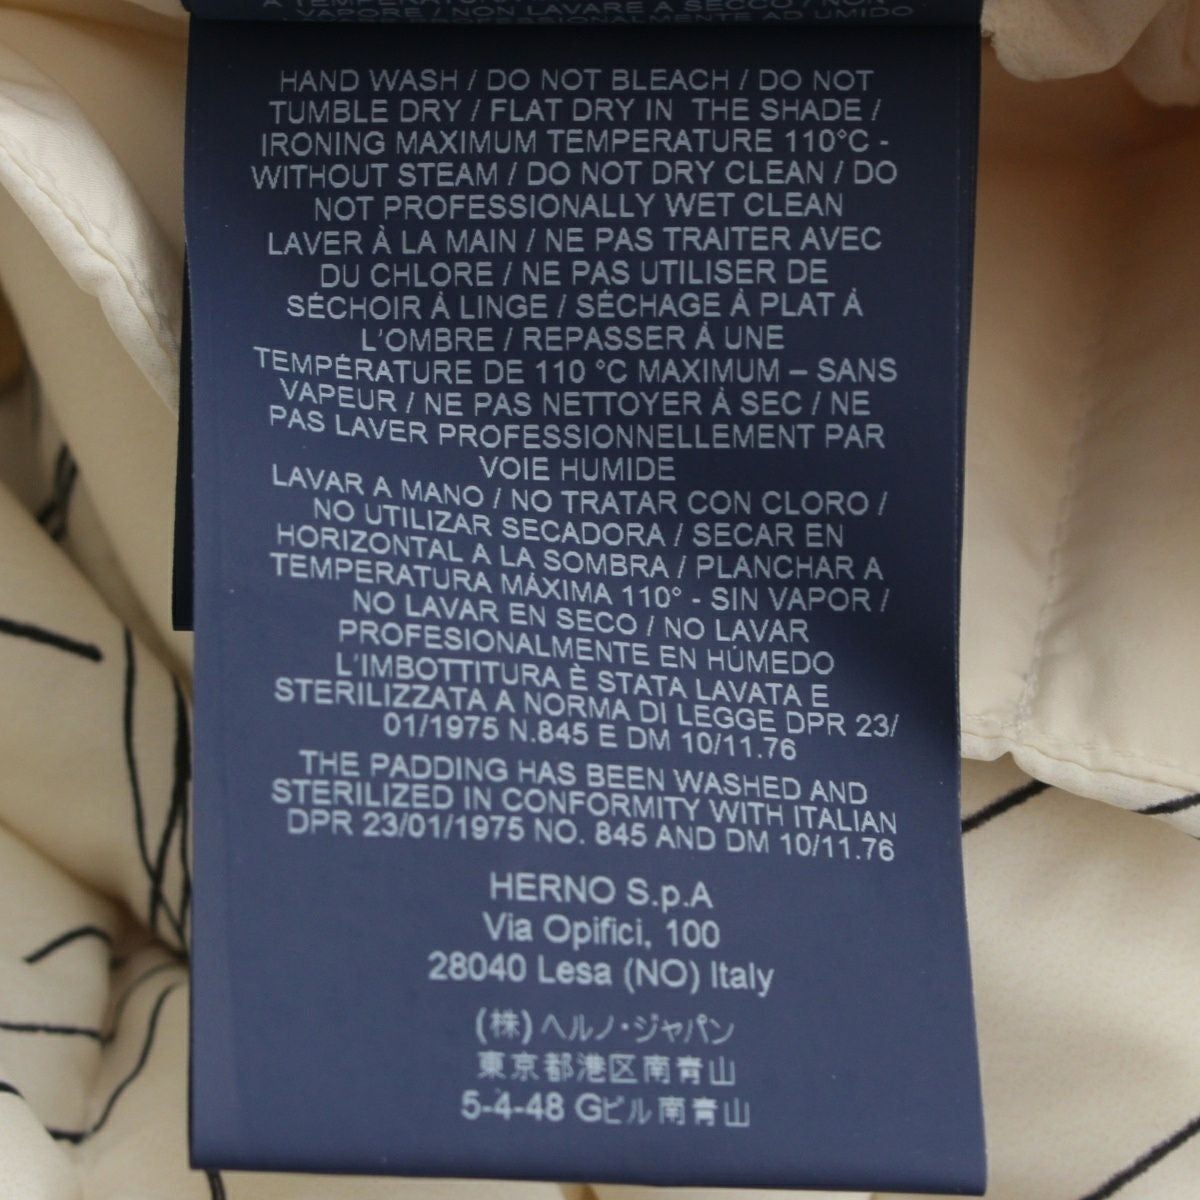 VAPORE / NON LAVARE A SECCO / NON
PROFESSIONALMENTE AD UMIDO
HAND WASH / DO NOT BLEACH / DO NOT
TUMBLE DRY / FLAT DRY IN THE SHADE /
IRONING MAXIMUM TEMPERATURE 110°C -
WITHOUT STEAM / DO NOT DRY CLEAN / DO
NOT PROFESSIONALLY WET CLEAN
LAVER À LA MAIN / NE PAS TRAITER AVEC
DU CHLORE / NE PAS UTILISER DE
SÉCHOIR À LINGE / SÉCHAGE À PLAT À
L'OMBRE / REPASSER À UNE
TEMPÉRATURE DE 110 °C MAXIMUM – SANS
VAPEUR / NE PAS NETTOYER À SEC / NE
PAS LAVER PROFESSIONNELLEMENT PAR
VOIE HUMIDE
LAVAR A MANO / NO TRATAR CON CLORO /
NO UTILIZAR SECADORA / SECAR EN
HORIZONTAL A LA SOMBRA / PLANCHAR A
TEMPERATURA MÁXIMA 110° - SIN VAPOR /
NO LAVAR EN SECO / NO LAVAR
PROFESIONALMENTE EN HÚMEDO
L'IMBOTTITURA È STATA LAVATA E
STERILIZZATA A NORMA DI LEGGE DPR 23/
01/1975 N.845 E DM 10/11.76
THE PADDING HAS BEEN WASHED AND
STERILIZED IN CONFORMITY WITH ITALIAN
DPR 23/01/1975 NO. 845 AND DM 10/11.76
HERNO S.p.A
Via Opifici, 100
28040 Lesa (NO) Italy
(株)ヘルノ・ジャパン
東京都港区南青山
5-4-48 Gビル南青山